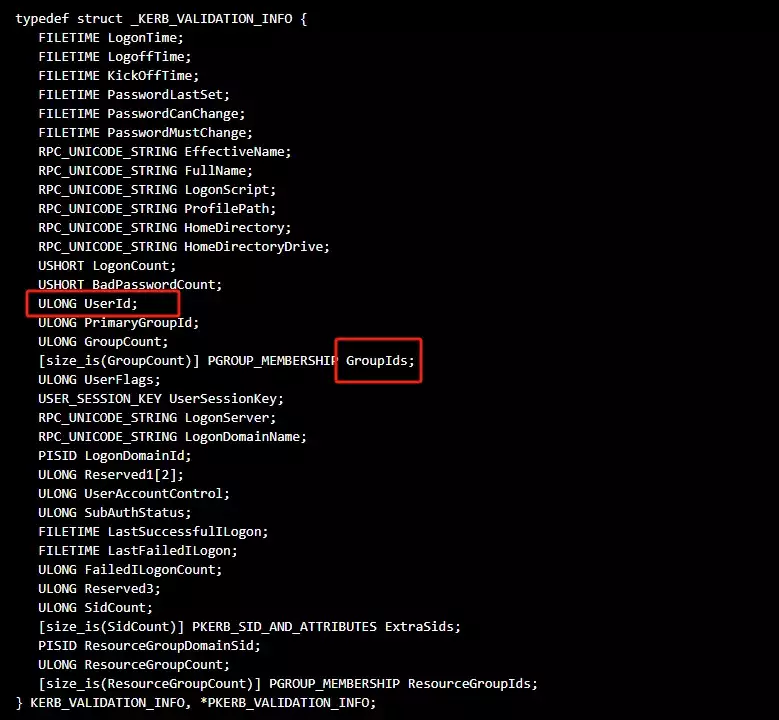 typedef struct _KERB_VALIDATION_INFO {
FILETIME LogonTime;
FILETIME LogoffTime;
FILETIME KickOffTime;
FILETIME PasswordLastSet;
FILETIME PasswordCanChange;
FILETIME PasswordMustChange;
RPC_UNICODE_STRING EffectiveName;
RPC_UNICODE_STRING FullName;
RPC_UNICODE_STRING LogonScript;
RPC_UNICODE_STRING ProfilePath;
RPC_UNICODE_STRING HomeDirectory;
RPC_UNICODE_STRING HomeDirectoryDrive;
USHORT LogonCount;
USHORT BadPasswordCount;
ULONG UserId;
ULONG PrimaryGroupId;
ULONG GroupCount;
[size_is(GroupCount)] PGROUP_MEMBERSHIP GroupIds;
ULONG UserFlags;
USER_SESSION_KEY UserSessionKey;
RPC_UNICODE_STRING LogonServer;
RPC_UNICODE_STRING LogonDomainName;
PISID LogonDomainId;
ULONG Reserved1[2];
ULONG UserAccountControl;
ULONG SubAuthStatus;
FILETIME LastSuccessfulILogon;
FILETIME LastFailedILogon;
ULONG FailedILogonCount;
ULONG Reserved3;
ULONG SidCount;
[size_is(SidCount)] PKERB_SID_AND_ATTRIBUTES ExtraSids;
PISID ResourceGroupDomainSid;
ULONG ResourceGroupCount;
[size_is(ResourceGroupCount)] PGROUP_MEMBERSHIP ResourceGroupIds;
} KERB_VALIDATION_INFO, *PKERB_VALIDATION_INFO;